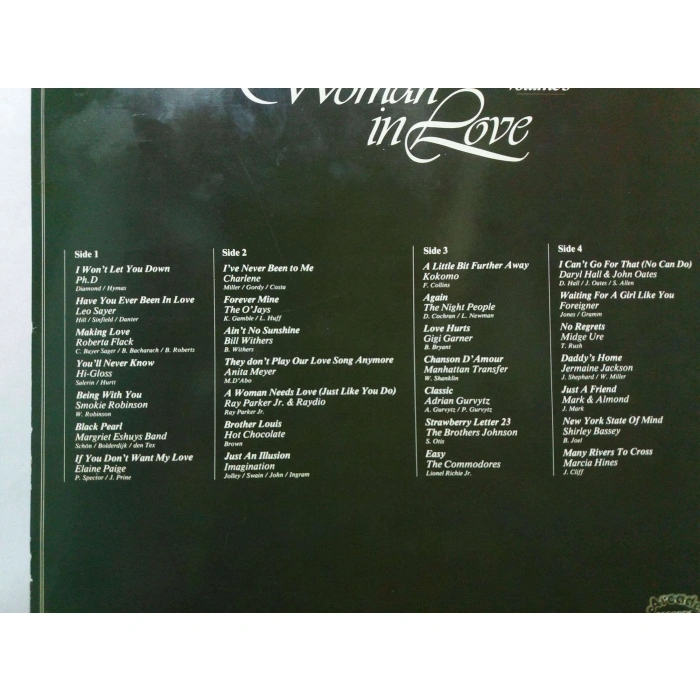 Woman
in Love
Side 1
I Won't Let You Down
Ph.D
Diamond / Hymas
Have You Ever Been In Love
Leo Sayer
Hill / Sinfield / Danter
Making Love
Roberta Flack
C. Bayer Sager / B. Bacharach / B. Roberts
You'll Never Know
Hi-Gloss
Salerin / Hurtt
Being With You
Smokie Robinson
W. Robinson
Black Pearl
Margriet Eshuys Band
Schön / Bolderdijk / den Tex
If You Don't Want My Love
Elaine Paige
P. Spector / J. Prine
Side 2
I've Never Been to Me
Charlene
Miller / Gordy / Costa
Forever Mine
The O'Jays
K. Gamble / L. Huff
Ain't No Sunshine
Bill Withers
B. Withers
They don't Play Our Love Song Anymore
Anita Meyer
M.D'Abo
A Woman Needs Love (Just Like You Do)
Ray Parker Jr. & Raydio
Ray Parker Jr.
Brother Louis
Hot Chocolate
Brown
Just An Illusion
Imagination
Jolley / Swain / John / Ingram
Side 3
A Little Bit Further Away
Kokomo
F. Collins
Again
The Night People
D. Cochran / L. Newman
Love Hurts
Gigi Garner
B. Bryant
Chanson D'Amour
Manhattan Transfer
W. Shanklin
Classic
Adrian Gurvytz
A. Gurvytz / P. Gurvytz
Strawberry Letter 23
The Brothers Johnson
S. Otis
Easy
The Commodores
Lionel Richie Jr.
Side 4
I Can't Go For That (No Can Do)
Daryl Hall & John Oates
D. Hall / J. Oates / S. Allen
Waiting For A Girl Like You
Foreigner
Jones / Gramm
No Regrets
Midge Ure
T. Rush
Daddy's Home
Jermaine Jackson
J. Shephard / W. Miller
Just A Friend
Mark & Almond
J. Mark
New York State Of Mind
Shirley Bassey
B. Joel
Many Rivers To Cross
Marcia Hines
J. Cliff